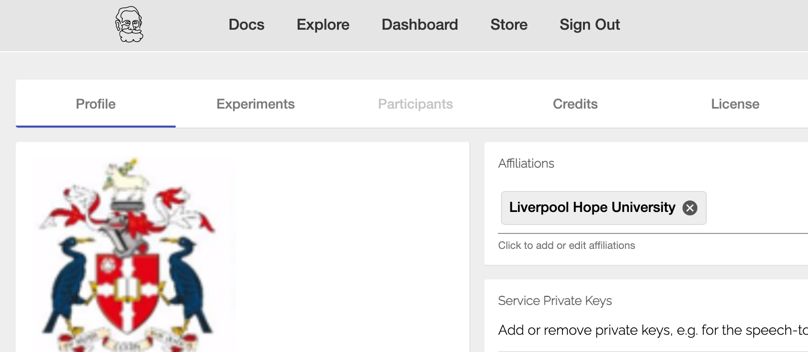 Docs Explore Dashboard Store Sign Out
Profile Experiments Participants Credits License
Affiliations
Liverpool Hope University
Click to add or edit affiliations
Service Private Keys
Add or remove private keys, e.g. for the speech-to